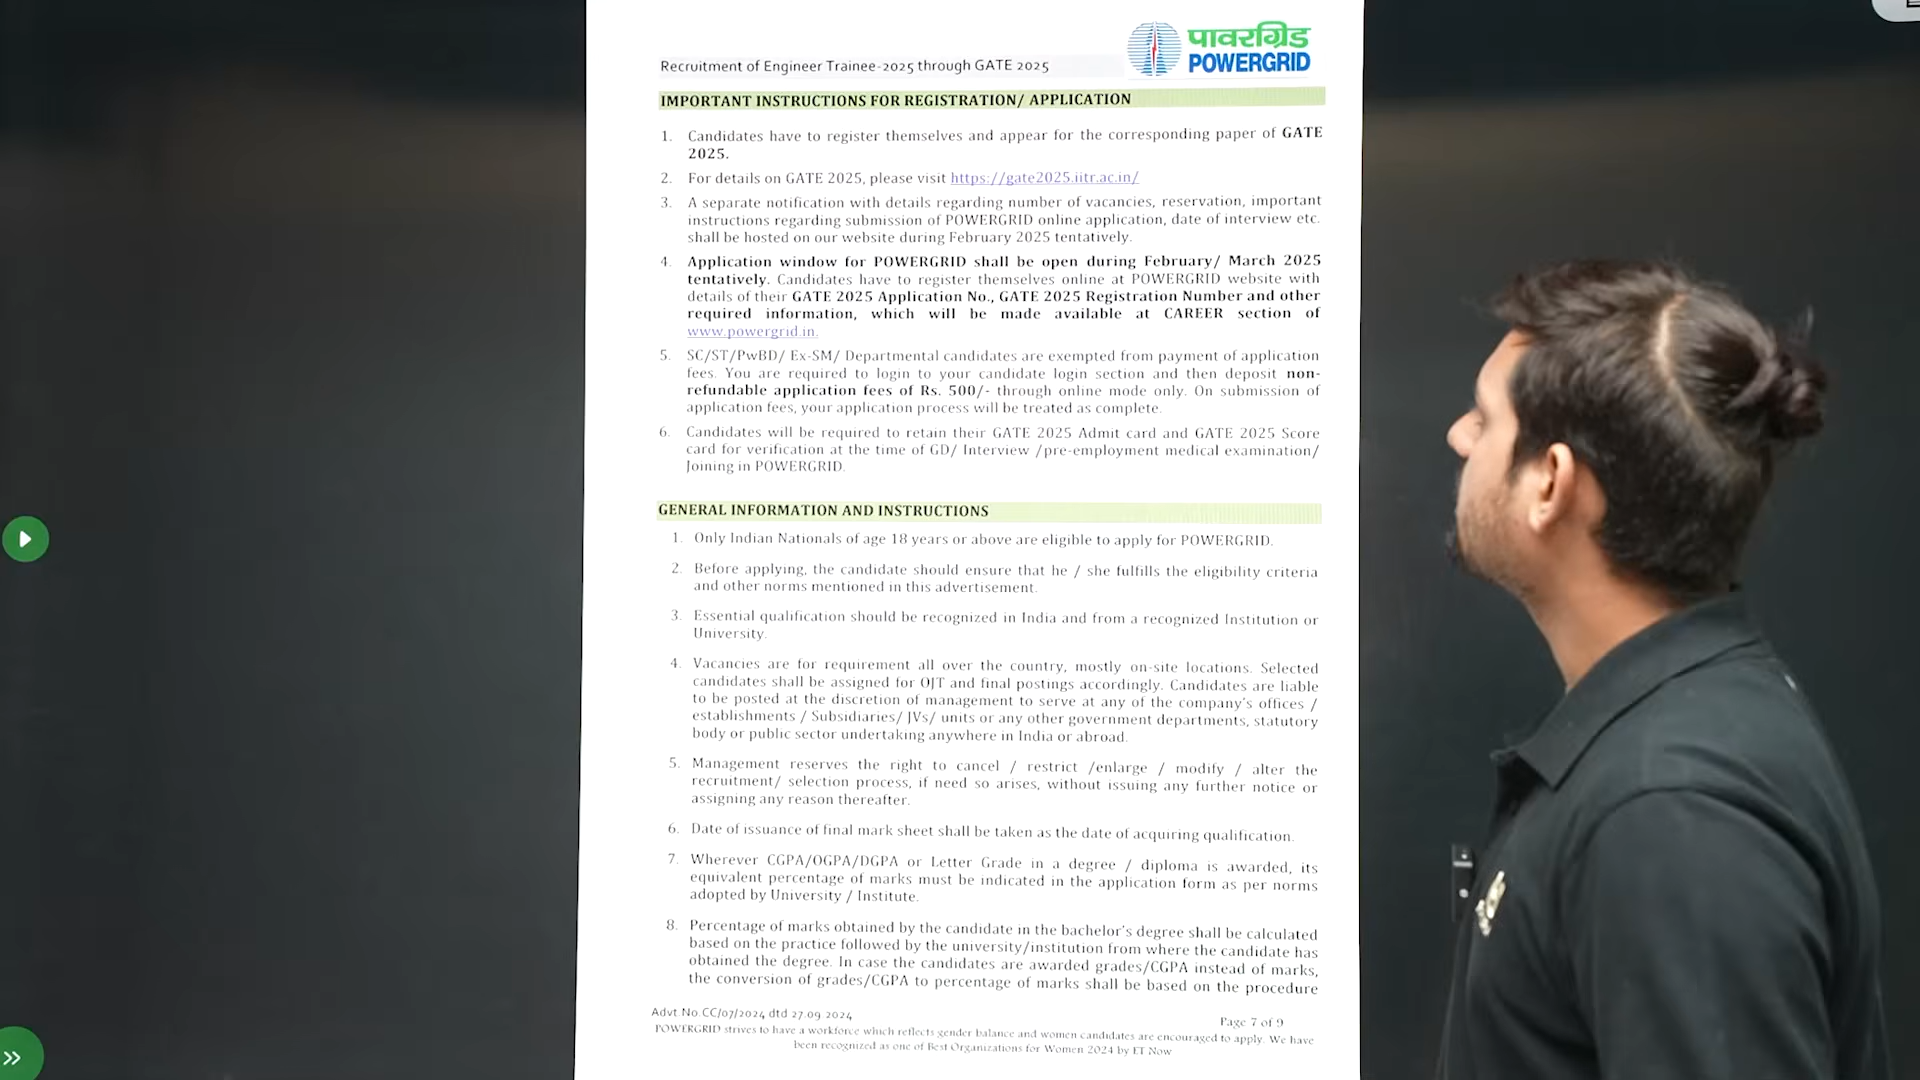 पावरग्रिड
POWERGRID
Recruitment of Engineer Trainee-2025 through GATE 2025
IMPORTANT INSTRUCTIONS FOR REGISTRATION/ APPLICATION
1. Candidates have to register themselves and appear for the corresponding paper of GATE
2025.
2. For details on GATE 2025, please visit https://gate2025.iitr.ac.in/
3. A separate notification with details regarding number of vacancies, reservation, important
instructions regarding submission of POWERGRID online application, date of interview etc.
shall be hosted on our website during February 2025 tentatively.
4. Application window for POWERGRID shall be open during February/ March 2025
tentatively. Candidates have to register themselves online at POWERGRID website with
details of their GATE 2025 Application No., GATE 2025 Registration Number and other
required information, which will be made available at CAREER section of
www.powergrid.in.
5. SC/ST/PwBD/ Ex-SM/ Departmental candidates are exempted from payment of application
fees. You are required to login to your candidate login section and then deposit non-
refundable application fees of Rs. 500/- through online mode only. On submission of
application fees, your application process will be treated as complete.
6. Candidates will be required to retain their GATE 2025 Admit card and GATE 2025 Score
card for verification at the time of GD/ Interview /pre-employment medical examination/
Joining in POWERGRID.
GENERAL INFORMATION AND INSTRUCTIONS
1. Only Indian Nationals of age 18 years or above are eligible to apply for POWERGRID.
2. Before applying, the candidate should ensure that he / she fulfills the eligibility criteria
and other norms mentioned in this advertisement.
3. Essential qualification should be recognized in India and from a recognized Institution or
University.
4. Vacancies are for requirement all over the country, mostly on-site locations. Selected
candidates shall be assigned for OJT and final postings accordingly. Candidates are liable
to be posted at the discretion of management to serve at any of the company's offices /
establishments / Subsidiaries/ JVs/ units or any other government departments, statutory
body or public sector undertaking anywhere in India or abroad.
5. Management reserves the right to cancel / restrict /enlarge / modify / alter the
recruitment/ selection process, if need so arises, without issuing any further notice or
assigning any reason thereafter.
6. Date of issuance of final mark sheet shall be taken as the date of acquiring qualification.
7. Wherever CGPA/OGPA/DGPA or Letter Grade in a degree / diploma is awarded, its
equivalent percentage of marks must be indicated in the application form as per norms
adopted by University / Institute.
8. Percentage of marks obtained by the candidate in the bachelor's degree shall be calculated
based on the practice followed by the university/institution from where the candidate has
obtained the degree. In case the candidates are awarded grades/CGPA instead of marks,
the conversion of grades/CGPA to percentage of marks shall be based on the procedure
Advt.No.CC/07/2024 dtd 27.09.2024
Page 7 of 9
POWERGRID strives to have a workforce which reflects gender balance and women candidates are encouraged to apply. We have
been recognized as one of Best Organizations for Women 2024 by ET Now